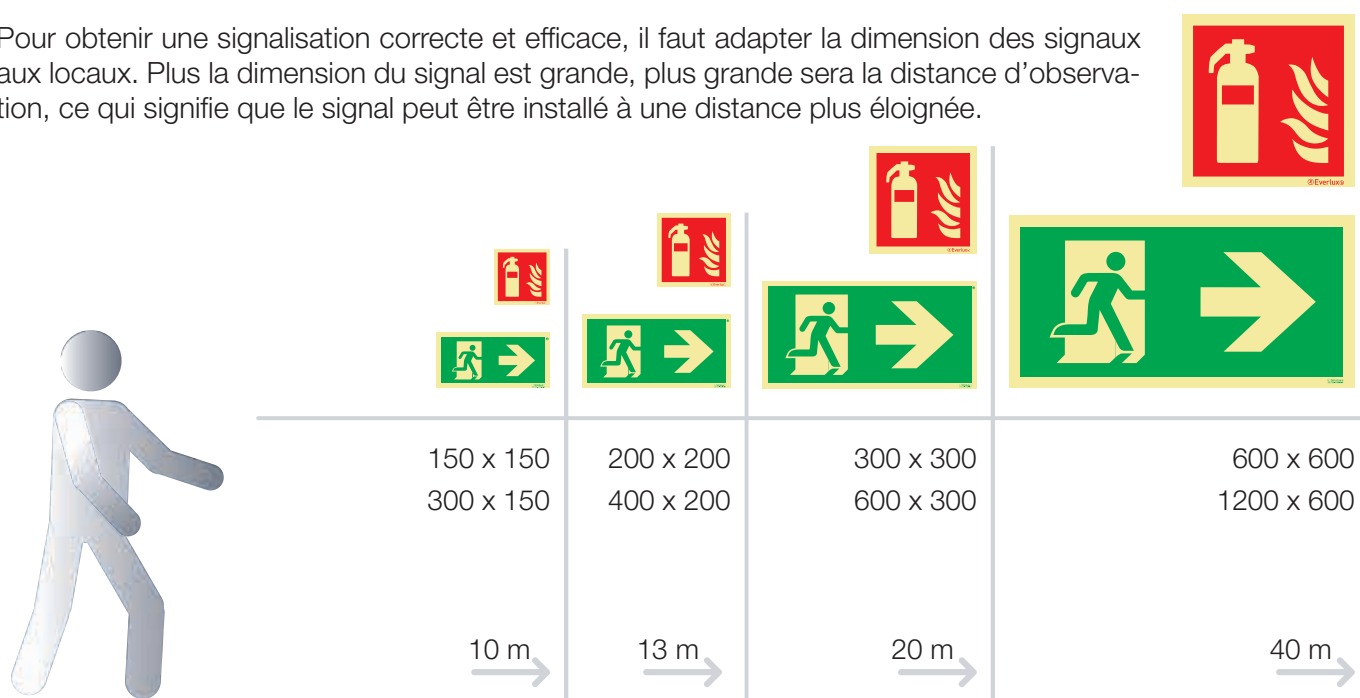 Pour obtenir une signalisation correcte et efficace, il faut adapter la dimension des signaux
aux locaux. Plus la dimension du signal est grande, plus grande sera la distance d’observa-
tion, ce qui signifie que le signal peut être installé à une distance plus éloignée.
Everlux
Everlux
150 x 150
200 x 200
300 x 300
600 x 600
300 x 150
400 x 200
600 x 300
1200 x 600
10 m
13 m
20 m
40 m